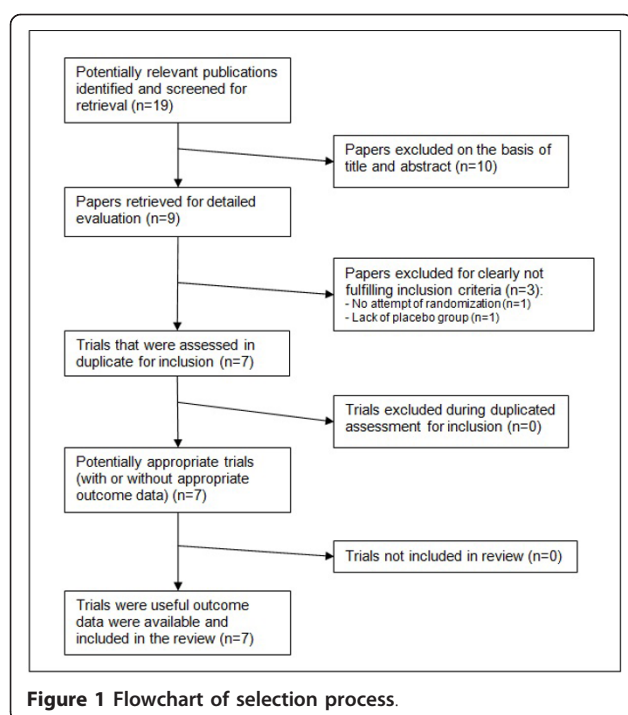 Potentially relevant publications
identified and screened for
retrieval (n=19)
Papers excluded on the basis of
title and abstract (n=10)
Papers retrieved for detailed
evaluation (n=9)
Papers excluded for clearly not
fulfilling inclusion criteria (n=3):
- No attempt of randomization (n=1)
- Lack of placebo group (n=1)
Trials that were assessed in
duplicate for inclusion (n=7)
Trials excluded during duplicated
assessment for inclusion (n=0)
Potentially appropriate trials
(with or without appropriate
outcome data) (n=7)
Trials not included in review (n=0)
Trials were useful outcome
data were available and
included in the review (n=7)
Figure 1 Flowchart of selection process.